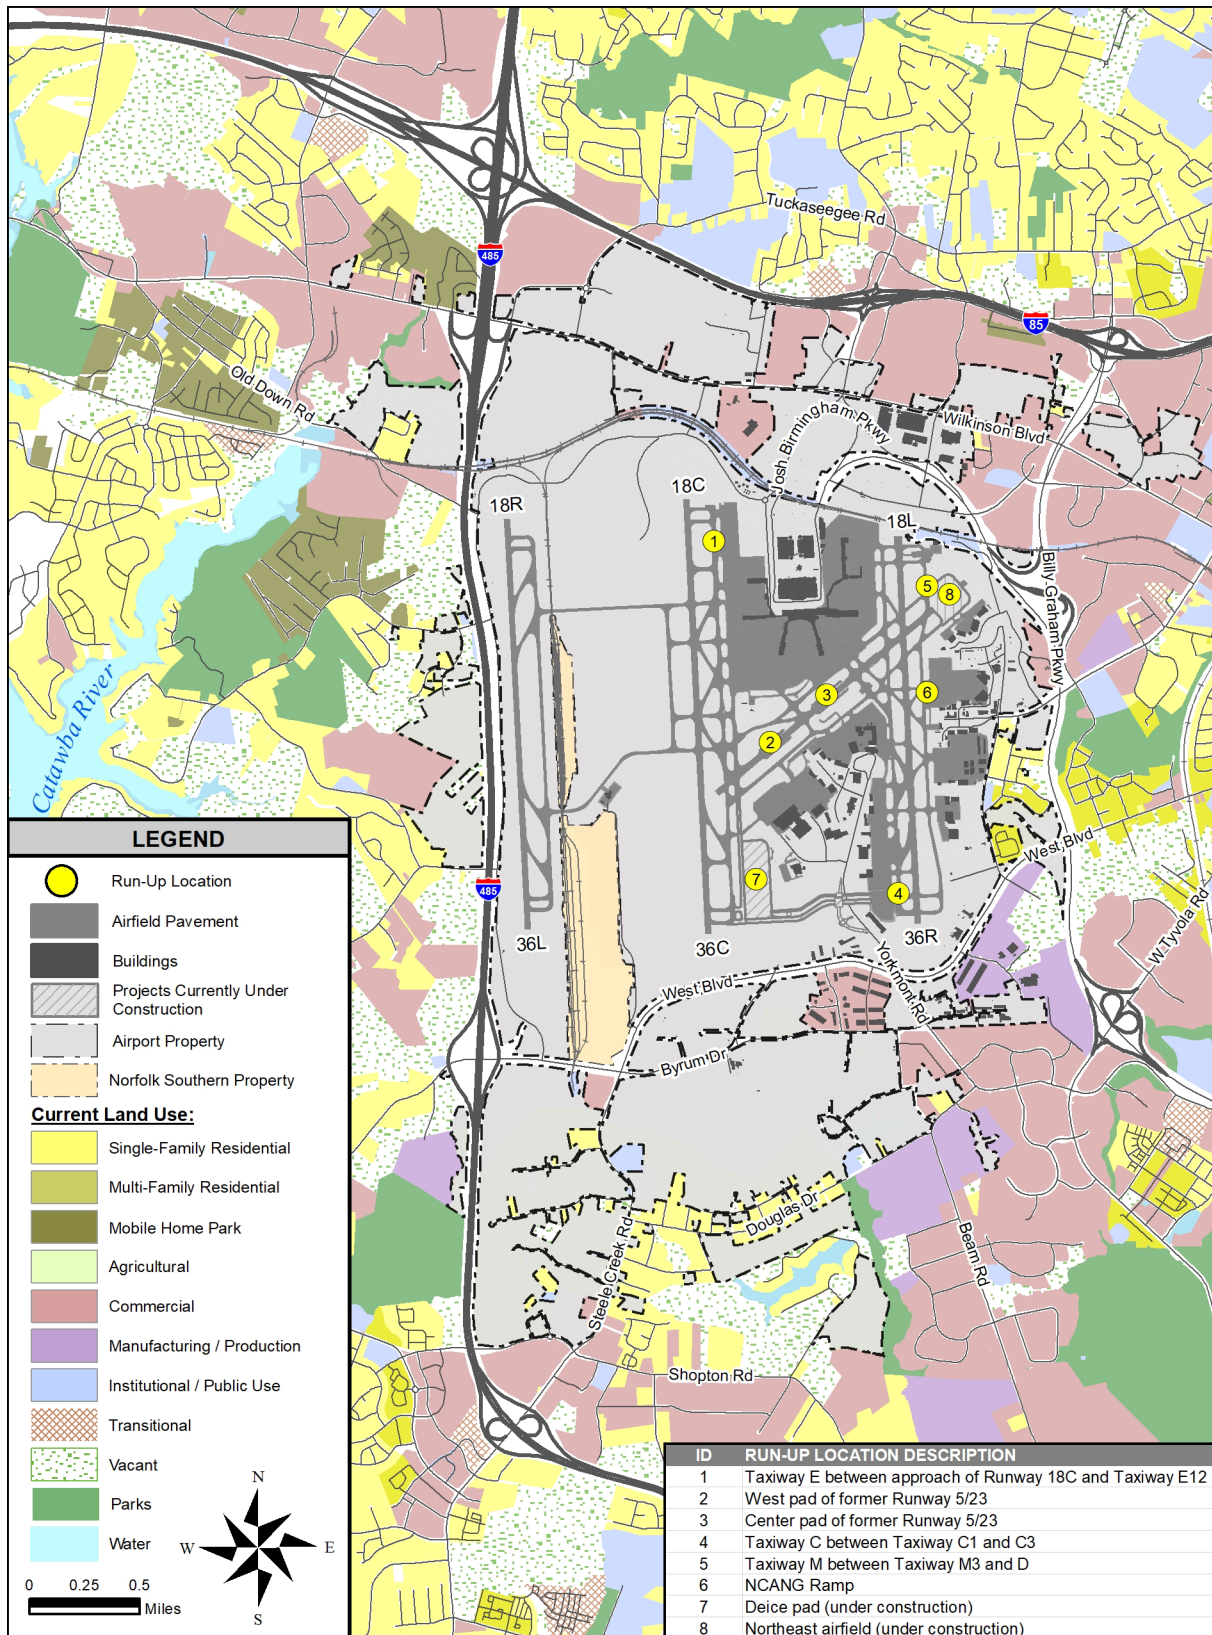 Tuckaseegee Rd
485
85
Old Down Rd
Josh Birmingham Pkwy
Wilkinson Blvd
18R
18C
18L
1
5
8
Billy Graham Pkwy
6
3
2
Catawba River
West Blvd
7
4
485
W Tyvola Rd
36L
36C
36R
Yorkmont Rd
West Blvd
Byrum Dr
Douglas Dr
Steele Creek Rd
Beam Rd
Shopton Rd
LEGEND
Run-Up Location
Airfield Pavement
Buildings
Projects Currently Under
Construction
Airport Property
Norfolk Southern Property
Current Land Use:
Single-Family Residential
Multi-Family Residential
Mobile Home Park
Agricultural
Commercial
Manufacturing / Production
Institutional / Public Use
Transitional
Vacant
Parks
Water
N
W E
S
0 0.25 0.5
Miles
ID RUN-UP LOCATION DESCRIPTION
1 Taxiway E between approach of Runway 18C and Taxiway E12
2 West pad of former Runway 5/23
3 Center pad of former Runway 5/23
4 Taxiway C between Taxiway C1 and C3
5 Taxiway M between Taxiway M3 and D
6 NCANG Ramp
7 Deice pad (under construction)
8 Northeast airfield (under construction)